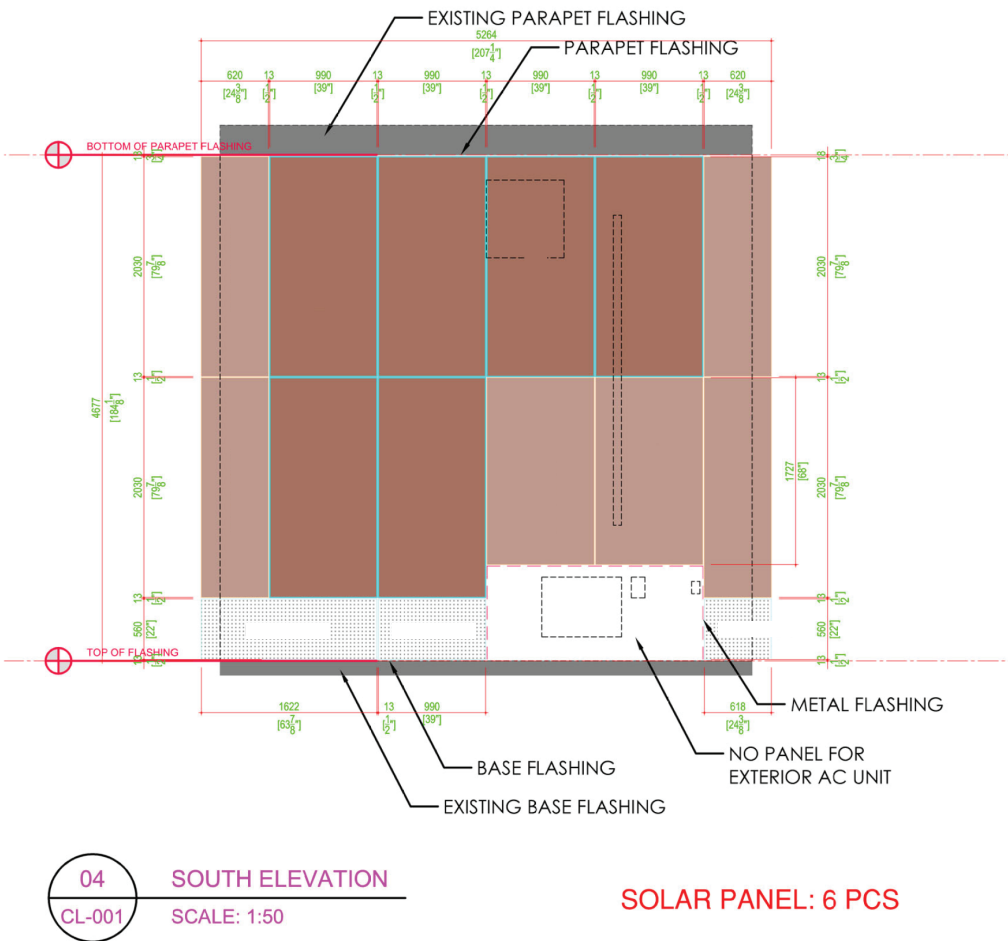 EXISTING PARAPET FLASHING
5264
[207 1/4"]
PARAPET FLASHING
620 13 990 13 990 13 990 13 990 13 620
[24 3/8"] [1/2"] [39"] [1/2"] [39"] [1/2"] [39"] [1/2"] [39"] [1/2"] [24 3/8"]
BOTTOM OF PARAPET FLASHING
2030
[79 7/8"]
2030
[79 7/8"]
13
[1/2"]
13
[1/2"]
4677
[184 1/8"]
1727
[68"]
2030
[79 7/8"]
2030
[79 7/8"]
13
[1/2"]
13
[1/2"]
560
[22"]
560
[22"]
13
[1/2"]
13
[1/2"]
TOP OF FLASHING
1622 13 990 618
[63 7/8"] [1/2"] [39"] [24 3/8"]
METAL FLASHING
NO PANEL FOR
EXTERIOR AC UNIT
BASE FLASHING
EXISTING BASE FLASHING
04
CL-001
SOUTH ELEVATION
SCALE: 1:50
SOLAR PANEL: 6 PCS